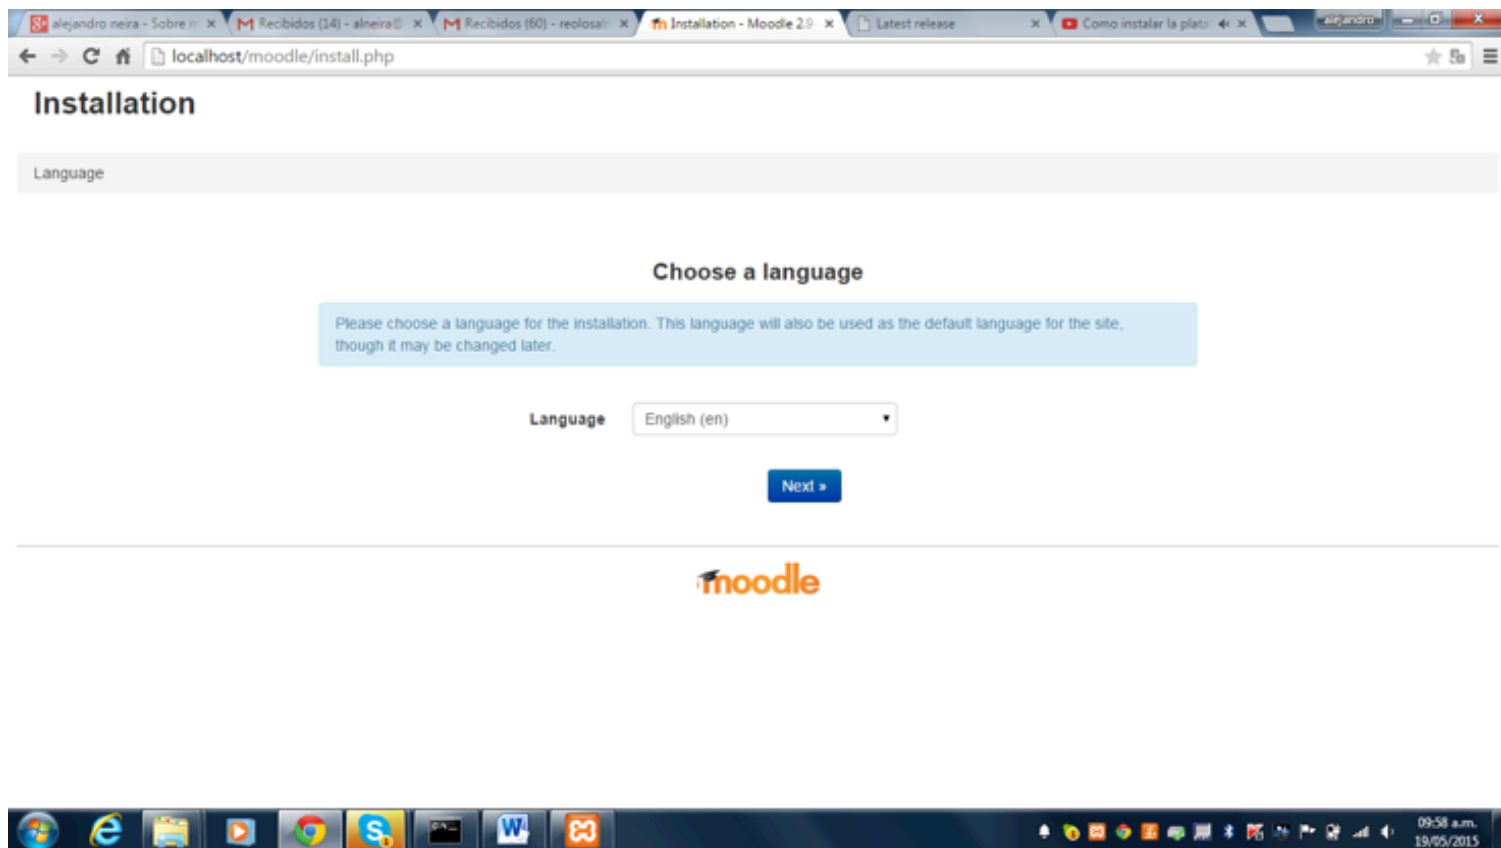 alejandro neira - Sobre m
Recibidos (14) - alneira@
Recibidos (60) - reolosal
Installation - Moodle 2.9
Latest release
Como instalar la plata
alejandro
localhost/moodle/install.php
Installation
Language
Choose a language
Please choose a language for the installation. This language will also be used as the default language for the site,
though it may be changed later.
Language
English (en)
Next »
moodle
09:58 a.m.
19/05/2015